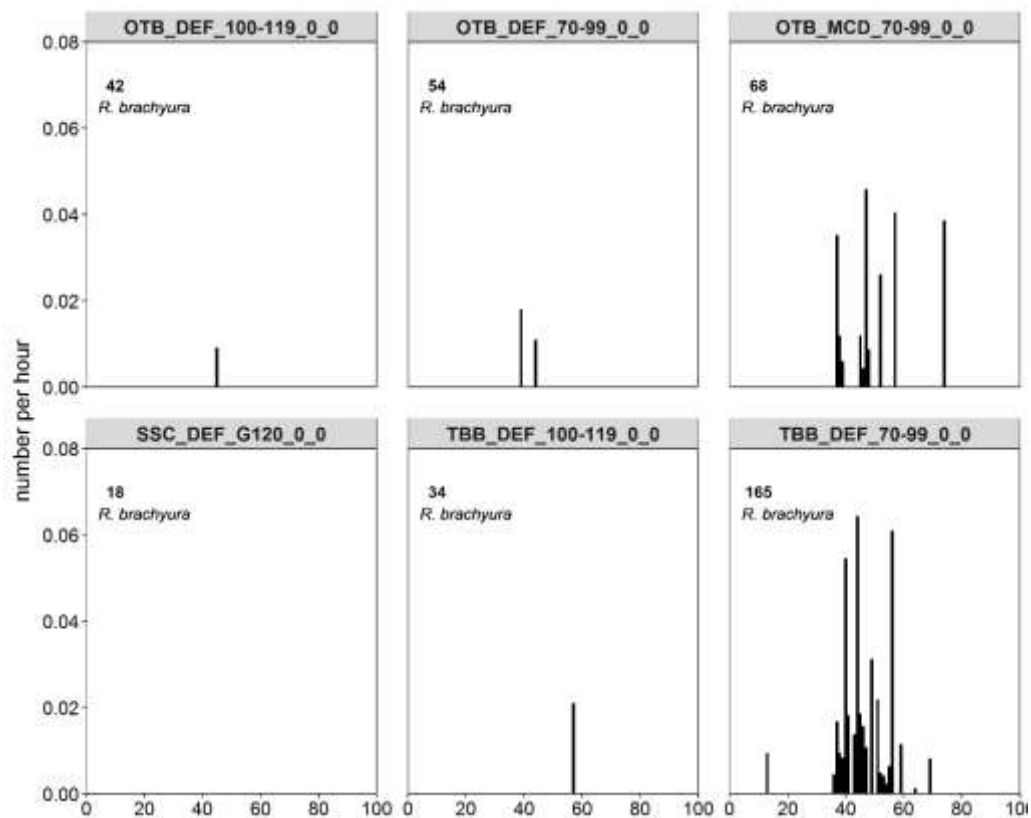 OTB_DEF_100-119_0_0 OTB_DEF_70-99_0_0 OTB_MCD_70-99_0_0
0.08
42 54 68
R. brachyura R. brachyura R. brachyura
0.06
0.04
0.02
0.00
number per hour
SSC_DEF_G120_0_0 TBB_DEF_100-119_0_0 TBB_DEF_70-99_0_0
0.08
18 34 165
R. brachyura R. brachyura R. brachyura
0.06
0.04
0.02
0.00
0 20 40 60 80 100 0 20 40 60 80 100 0 20 40 60 80 10